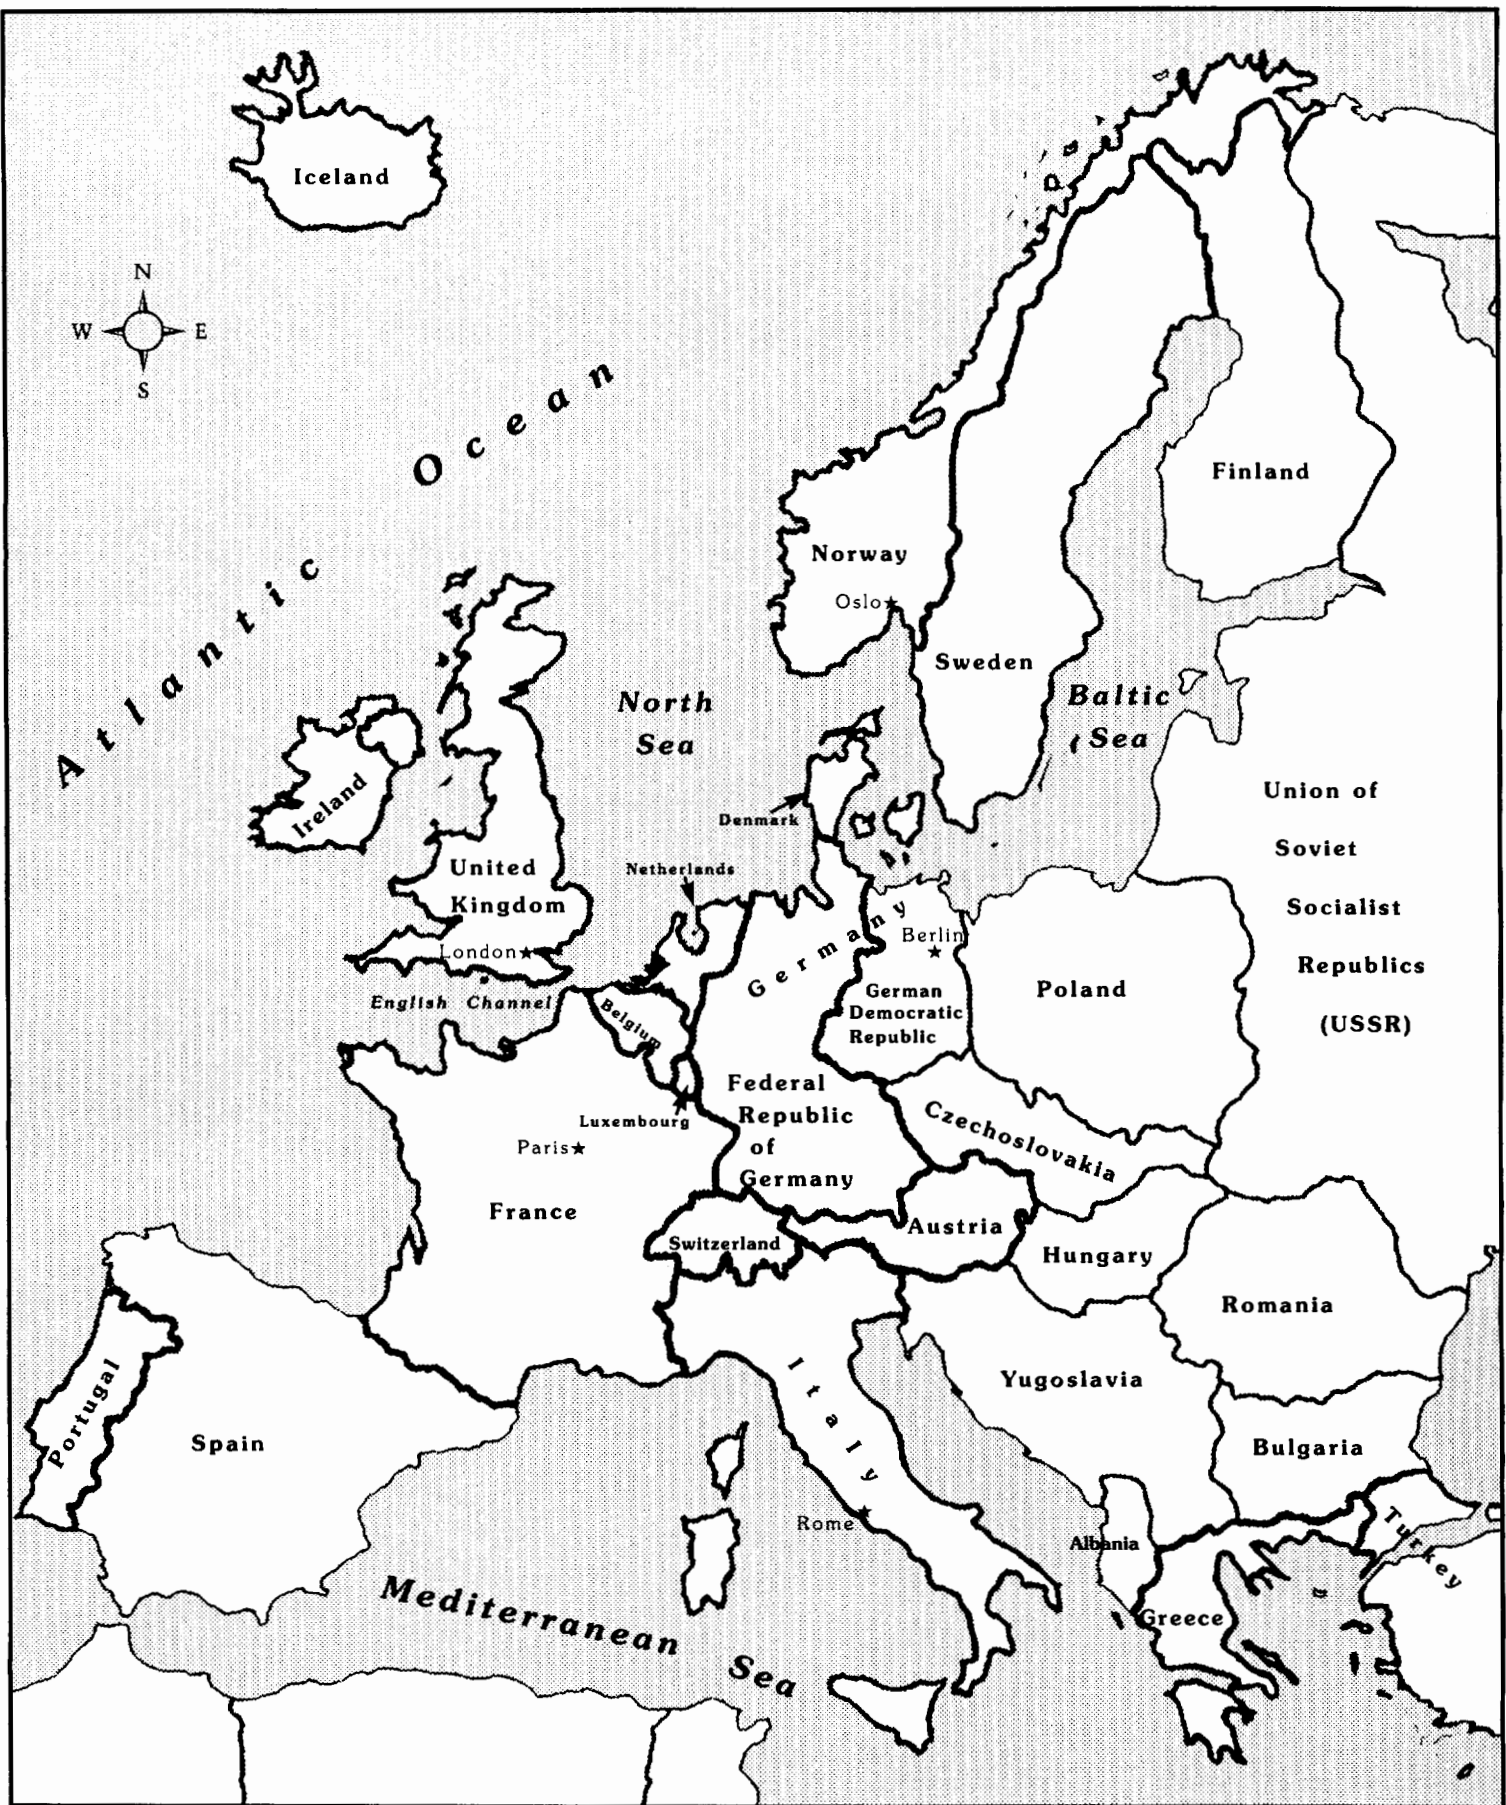 Iceland
N
W E
S
Atlantic Ocean
Finland
Norway
Oslo
Sweden
North
Sea
Baltic
Sea
Ireland
Denmark
Union of
Soviet
Socialist
Republics
(USSR)
United
Kingdom
London
Netherlands
English Channel
Belgium
Germany
Berlin
German
Democratic
Republic
Poland
Federal
Republic
of
Germany
Luxembourg
Paris
France
Czechoslovakia
Switzerland
Austria
Hungary
Romania
Portugal
Spain
Italy
Yugoslavia
Bulgaria
Rome
Albania
Turkey
Greece
Mediterranean
Sea